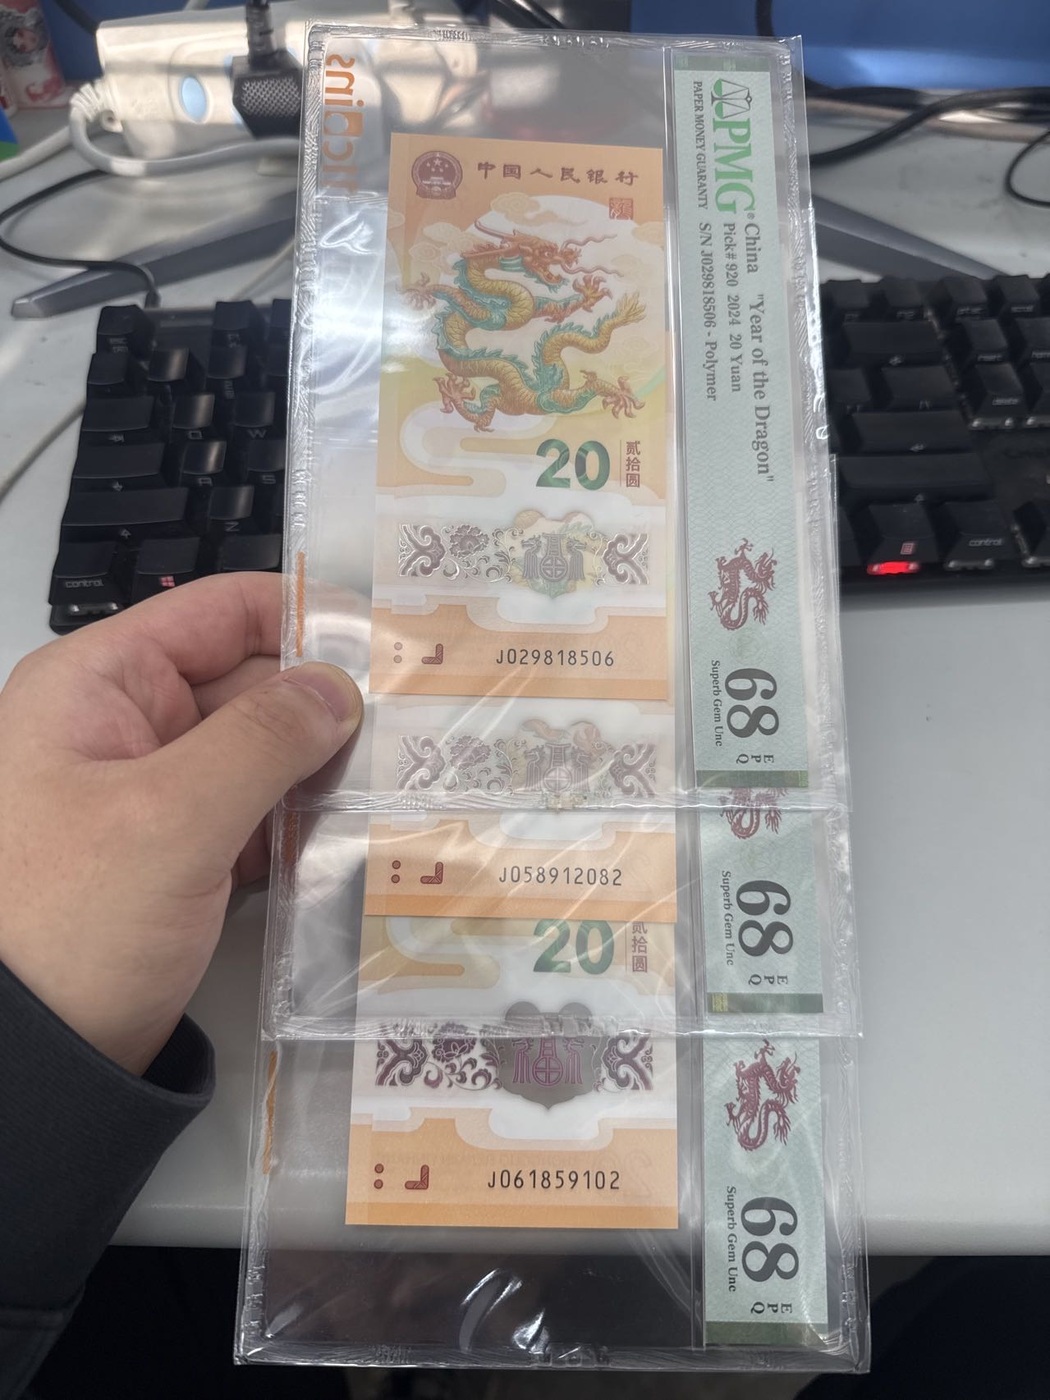 中国人民银行
20
贰拾圆
J029818506
PMG
PAPER MONEY GUARANTY
China "Year of the Dragon"
Pick# 920 2024 20 Yuan
S/N J029818506 - Polymer
68 EPQ
Superb Gem Unc
J058912082
68 EPQ
Superb Gem Unc
20
贰拾圆
J061859102
68 EPQ
Superb Gem Unc
control
control